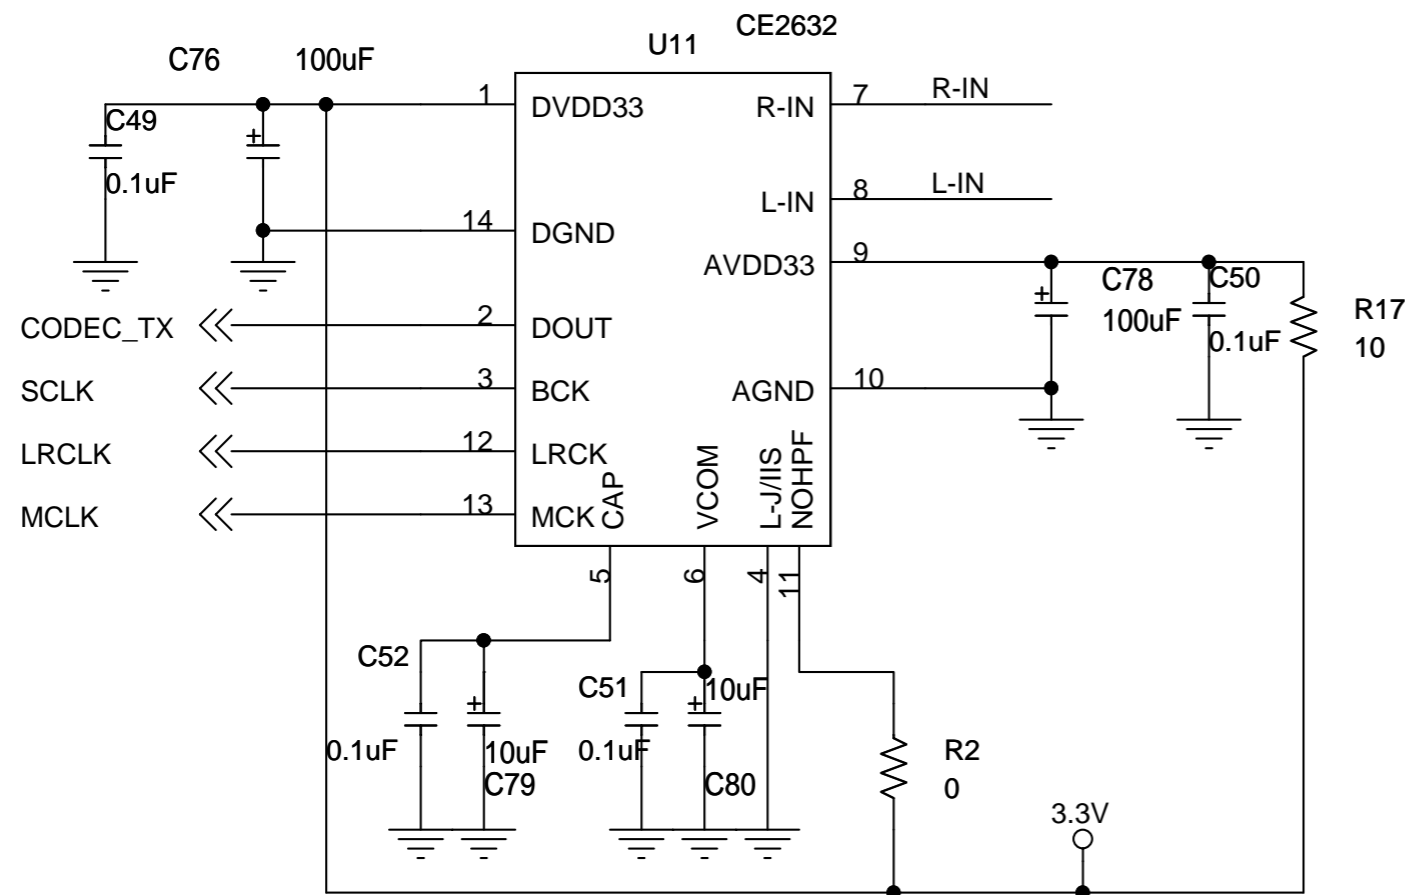 CE2632
U11
C76 100uF
1 DVDD33 R-IN 7 R-IN
C49
0.1uF
L-IN 8 L-IN
14 DGND
AVDD33 9
C78 C50
100uF 0.1uF
R17
10
CODEC_TX 2 DOUT
SCLK 3 BCK AGND 10
LRCLK 12 LRCK
MCLK 13 MCK
CAP VCOM L-J/IIS NOHPF
5 6 4 11
C52
0.1uF
+
10uF
C79
C51
0.1uF
+
10uF
C80
R2
0
3.3V
+
+